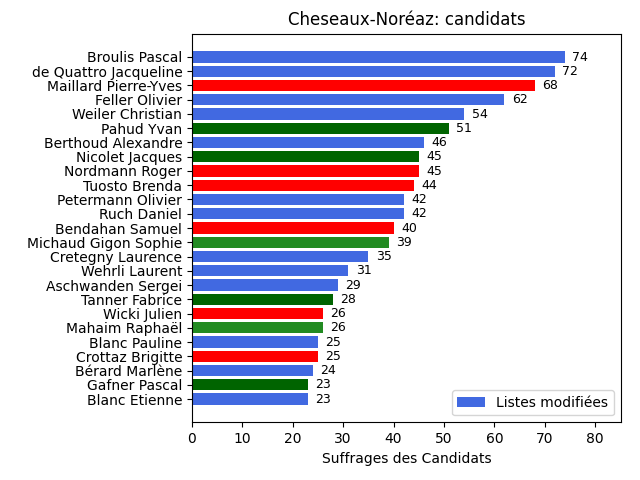 Cheseaux-Noréaz: candidats
Broulis Pascal 74
de Quattro Jacqueline 72
Maillard Pierre-Yves 68
Feller Olivier 62
Weiler Christian 54
Pahud Yvan 51
Berthoud Alexandre 46
Nicolet Jacques 45
Nordmann Roger 45
Tuosto Brenda 44
Petermann Olivier 42
Ruch Daniel 42
Bendahan Samuel 40
Michaud Gigon Sophie 39
Cretegny Laurence 35
Wehrli Laurent 31
Aschwanden Sergei 29
Tanner Fabrice 28
Wicki Julien 26
Mahaim Raphaël 26
Blanc Pauline 25
Crottaz Brigitte 25
Bérard Marlène 24
Gafner Pascal 23
Blanc Etienne 23
Listes modifiées
0 10 20 30 40 50 60 70 80
Suffrages des Candidats